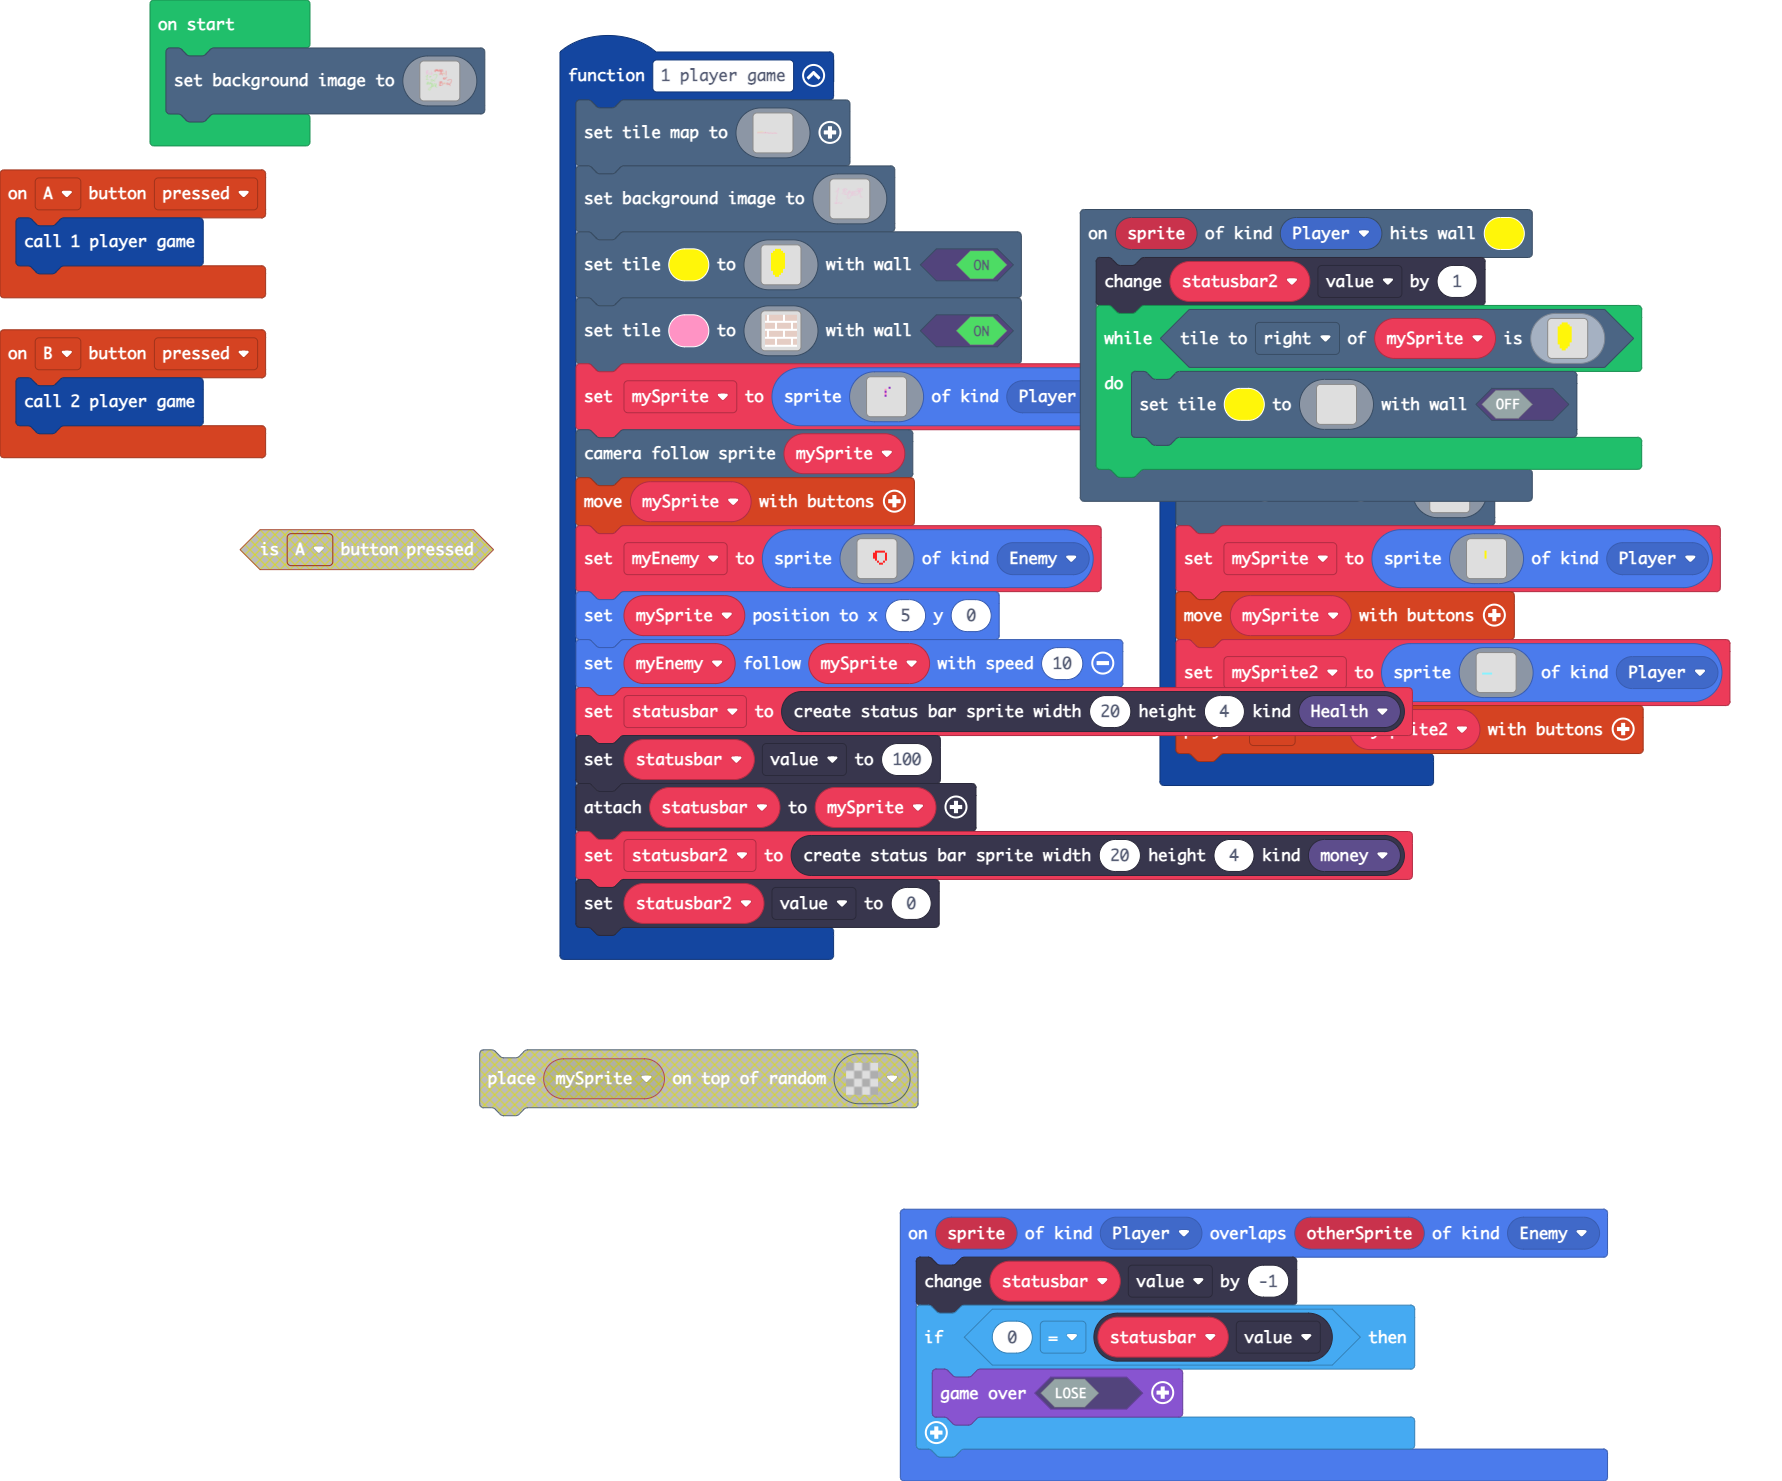 on start
set background image to
on A button pressed
call 1 player game
on B button pressed
call 2 player game
is A button pressed
function 1 player game
set tile map to
set background image to
set tile to with wall ON
set tile to with wall ON
set mySprite to sprite of kind Player
camera follow sprite mySprite
move mySprite with buttons
set myEnemy to sprite of kind Enemy
set mySprite position to x 5 y 0
set myEnemy follow mySprite with speed 10
set statusbar to create status bar sprite width 20 height 4 kind Health
set statusbar value to 100
attach statusbar to mySprite
set statusbar2 to create status bar sprite width 20 height 4 kind money
set statusbar2 value to 0
on sprite of kind Player hits wall
change statusbar2 value by 1
while tile to right of mySprite is
do
set tile to with wall OFF
set mySprite to sprite of kind Player
move mySprite with buttons
set mySprite2 to sprite of kind Player
ite2 with buttons
place mySprite on top of random
on sprite of kind Player overlaps otherSprite of kind Enemy
change statusbar value by -1
if 0 = statusbar value then
game over LOSE